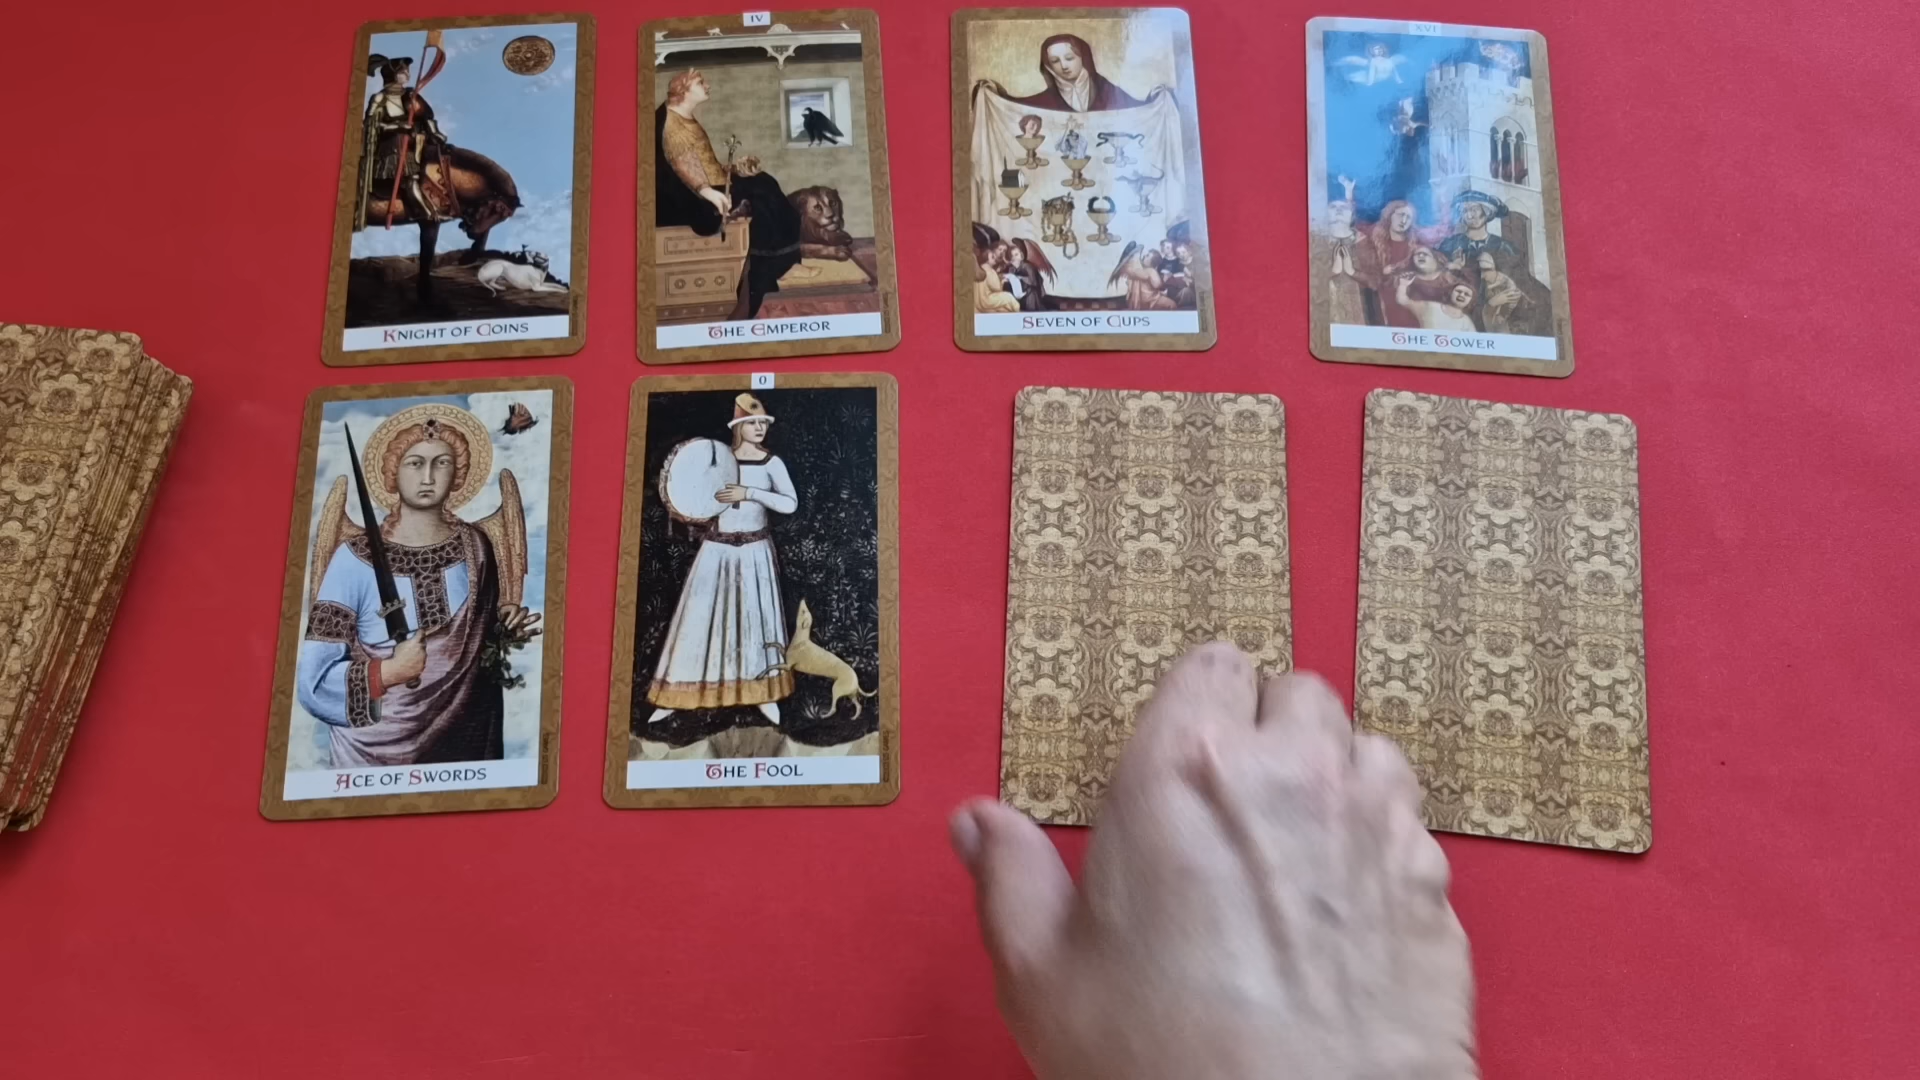 KNIGHT OF COINS
IV
THE EMPEROR
SEVEN OF CUPS
XVI
THE TOWER
ACE OF SWORDS
0
THE FOOL